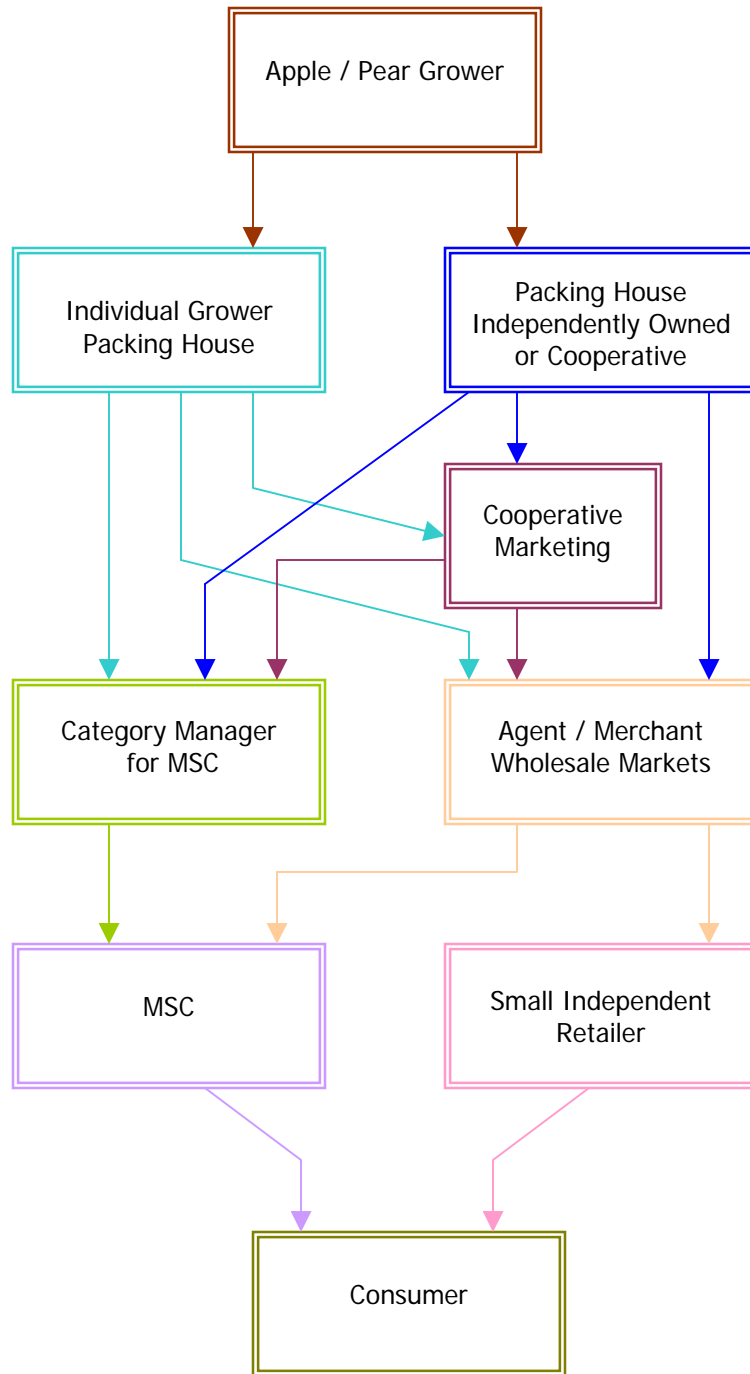 Apple / Pear Grower
Individual Grower
Packing House
Packing House
Independently Owned
or Cooperative
Cooperative
Marketing
Category Manager
for MSC
Agent / Merchant
Wholesale Markets
MSC
Small Independent
Retailer
Consumer